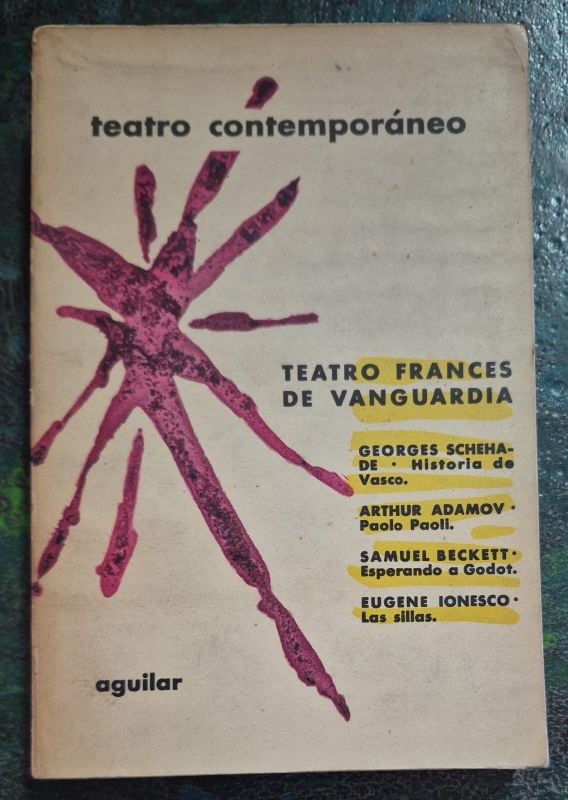 teatro contemporáneo
TEATRO FRANCES
DE VANGUARDIA
GEORGES SCHEHA-
DE · Historia de
Vasco.
ARTHUR ADAMOV ·
Paolo Paoli.
SAMUEL BECKETT ·
Esperando a Godot.
EUGENE IONESCO ·
Las sillas.
aguilar